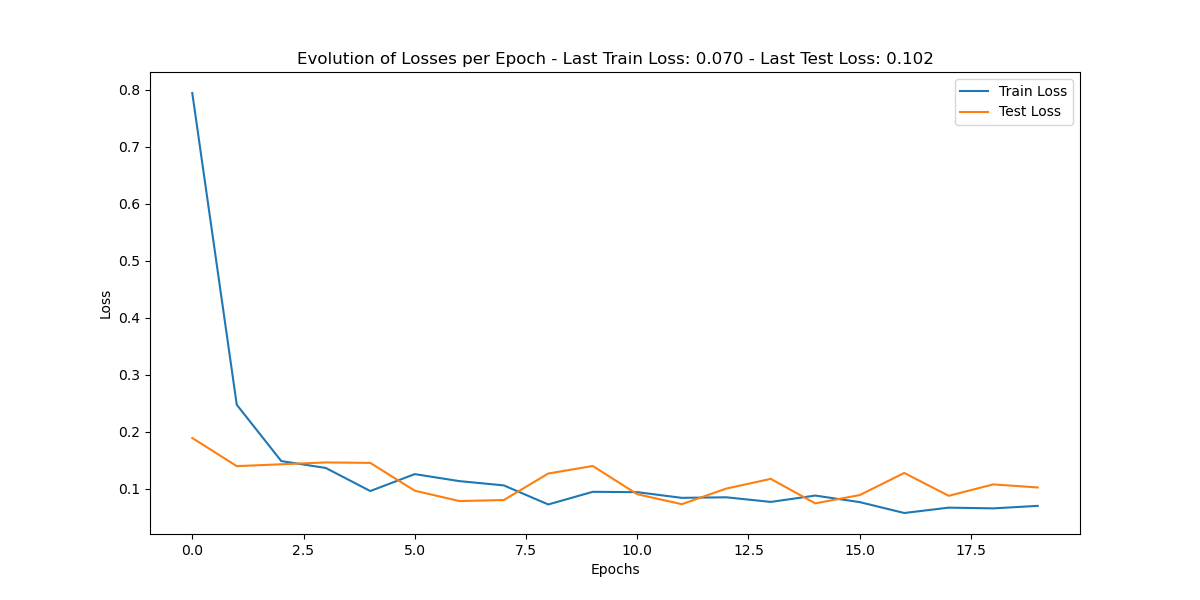 Evolution of Losses per Epoch - Last Train Loss: 0.070 - Last Test Loss: 0.102
Train Loss
Test Loss
0.8
0.7
0.6
0.5
0.4
0.3
0.2
0.1
Loss
0.0 2.5 5.0 7.5 10.0 12.5 15.0 17.5
Epochs